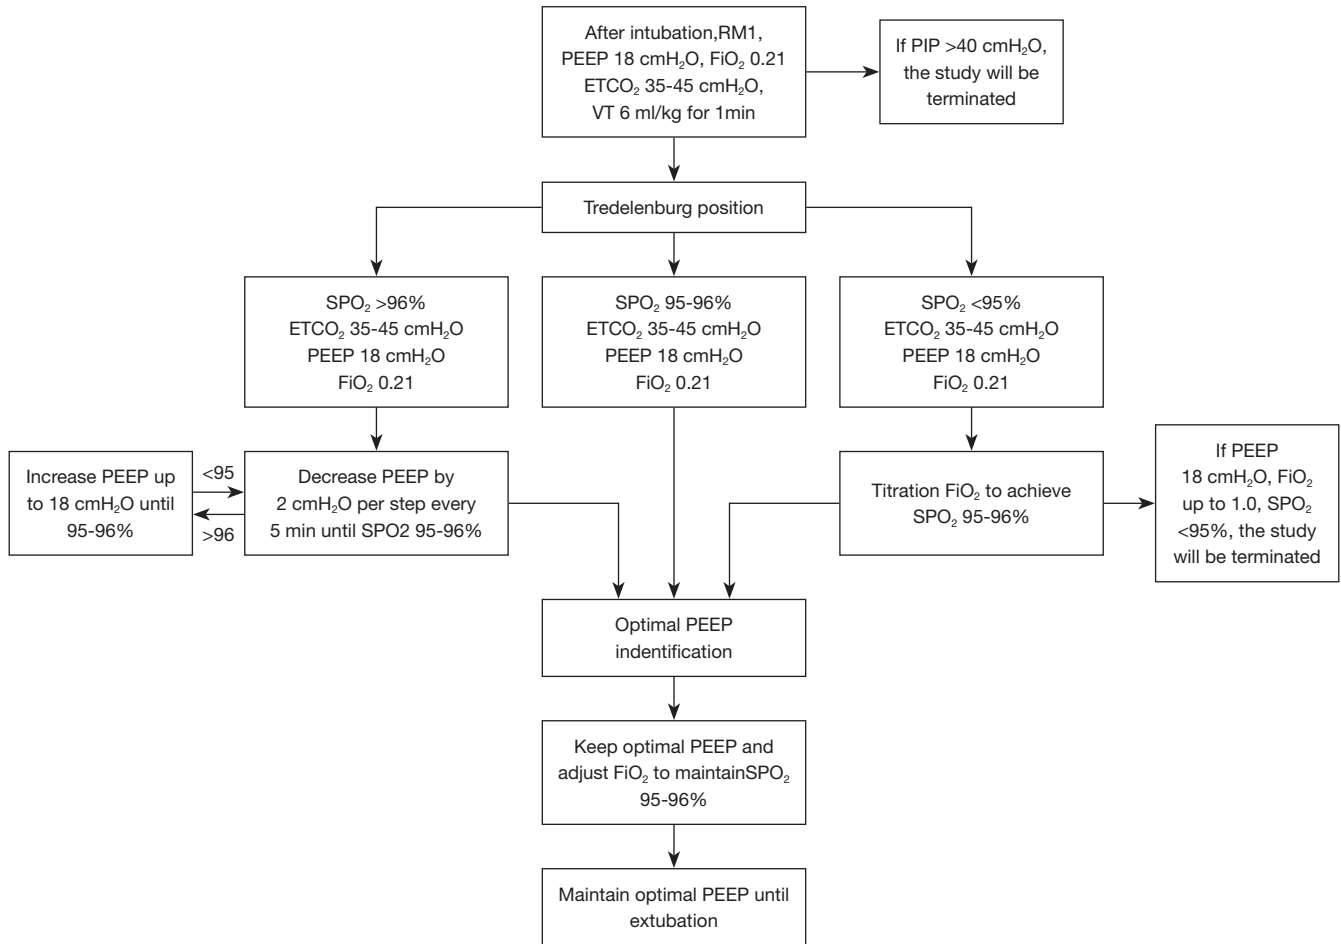 After intubation,RM1,
PEEP 18 cmH₂O, FiO₂ 0.21
ETCO₂ 35-45 cmH₂O,
VT 6 ml/kg for 1min
If PIP >40 cmH₂O,
the study will be
terminated
Tredelenburg position
SPO₂ >96%
ETCO₂ 35-45 cmH₂O
PEEP 18 cmH₂O
FiO₂ 0.21
SPO₂ 95-96%
ETCO₂ 35-45 cmH₂O
PEEP 18 cmH₂O
FiO₂ 0.21
SPO₂ <95%
ETCO₂ 35-45 cmH₂O
PEEP 18 cmH₂O
FiO₂ 0.21
Increase PEEP up
to 18 cmH₂O until
95-96%
<95
>96
Decrease PEEP by
2 cmH₂O per step every
5 min until SPO2 95-96%
Titration FiO₂ to achieve
SPO₂ 95-96%
If PEEP
18 cmH₂O, FiO₂
up to 1.0, SPO₂
<95%, the study
will be terminated
Optimal PEEP
indentification
Keep optimal PEEP and
adjust FiO₂ to maintainSPO₂
95-96%
Maintain optimal PEEP until
extubation